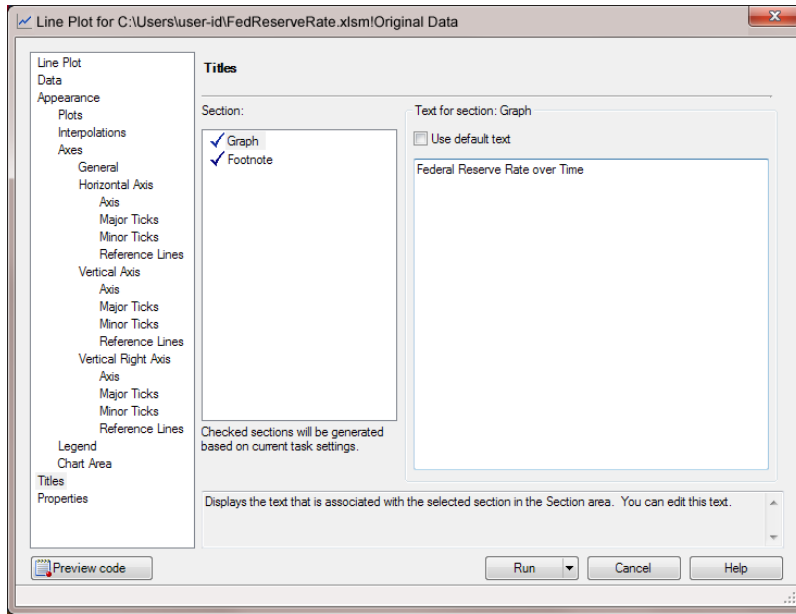 Line Plot for C:\Users\user-id\FedReserveRate.xlsm!Original Data
Line Plot
Data
Appearance
Plots
Interpolations
Axes
General
Horizontal Axis
Axis
Major Ticks
Minor Ticks
Reference Lines
Vertical Axis
Axis
Major Ticks
Minor Ticks
Reference Lines
Vertical Right Axis
Axis
Major Ticks
Minor Ticks
Reference Lines
Legend
Chart Area
Titles
Properties
Titles
Section:
Graph
Footnote
Checked sections will be generated
based on current task settings.
Text for section: Graph
Use default text
Federal Reserve Rate over Time
Displays the text that is associated with the selected section in the Section area. You can edit this text.
Preview code
Run
Cancel
Help